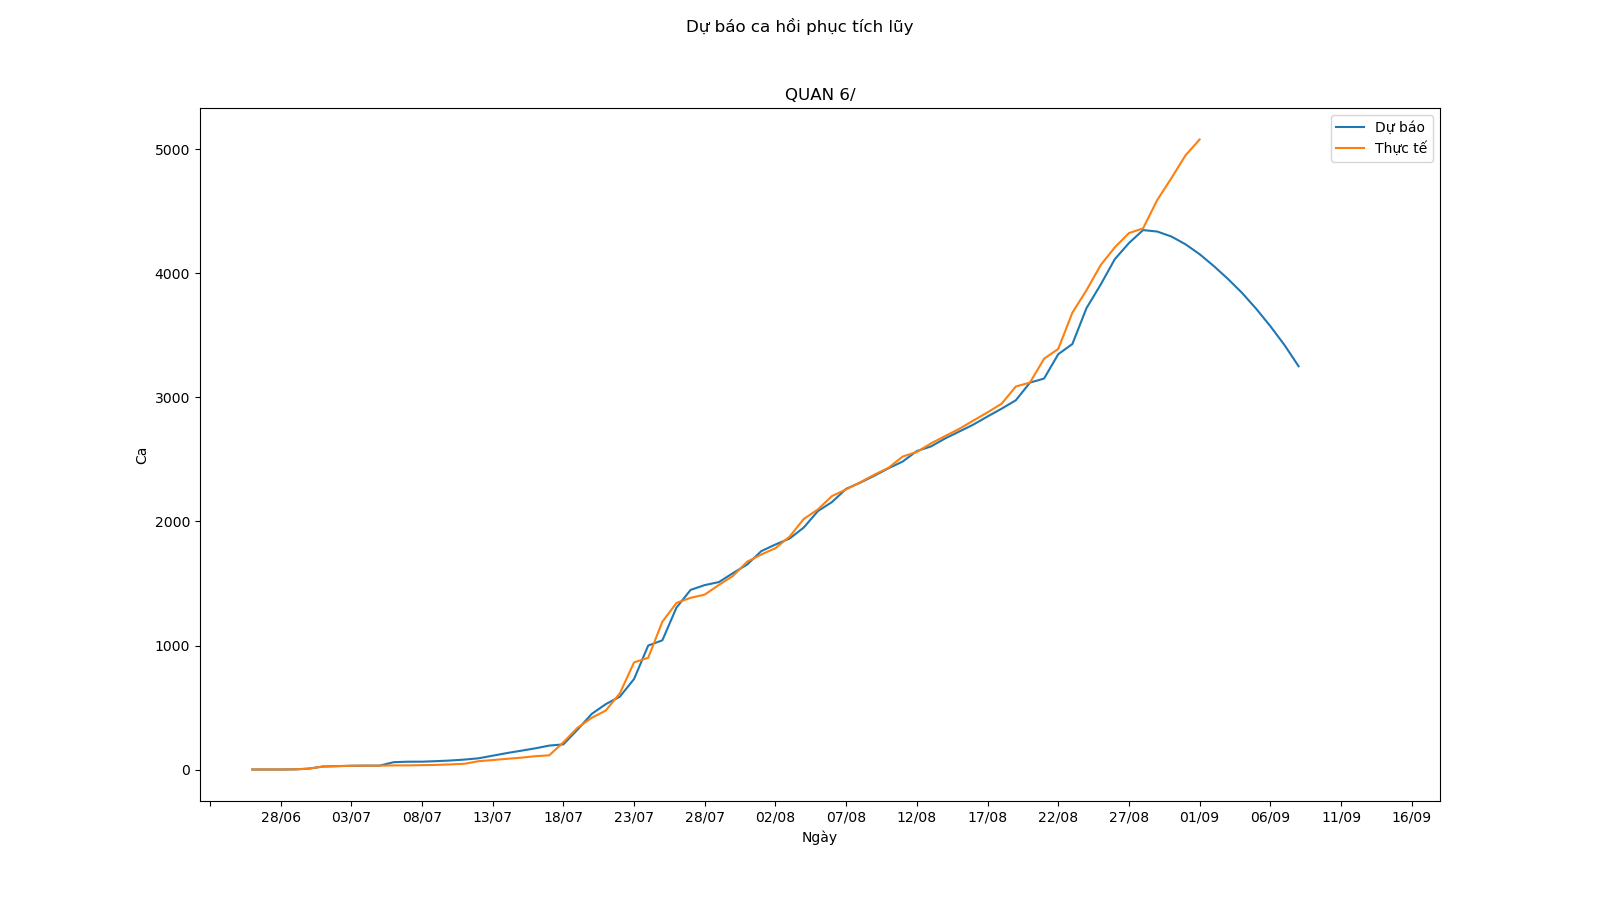 Dự báo ca hồi phục tích lũy
QUAN 6/
Dự báo
Thực tế
5000
4000
3000
2000
1000
0
Ca
28/06 03/07 08/07 13/07 18/07 23/07 28/07 02/08 07/08 12/08 17/08 22/08 27/08 01/09 06/09 11/09 16/09
Ngày